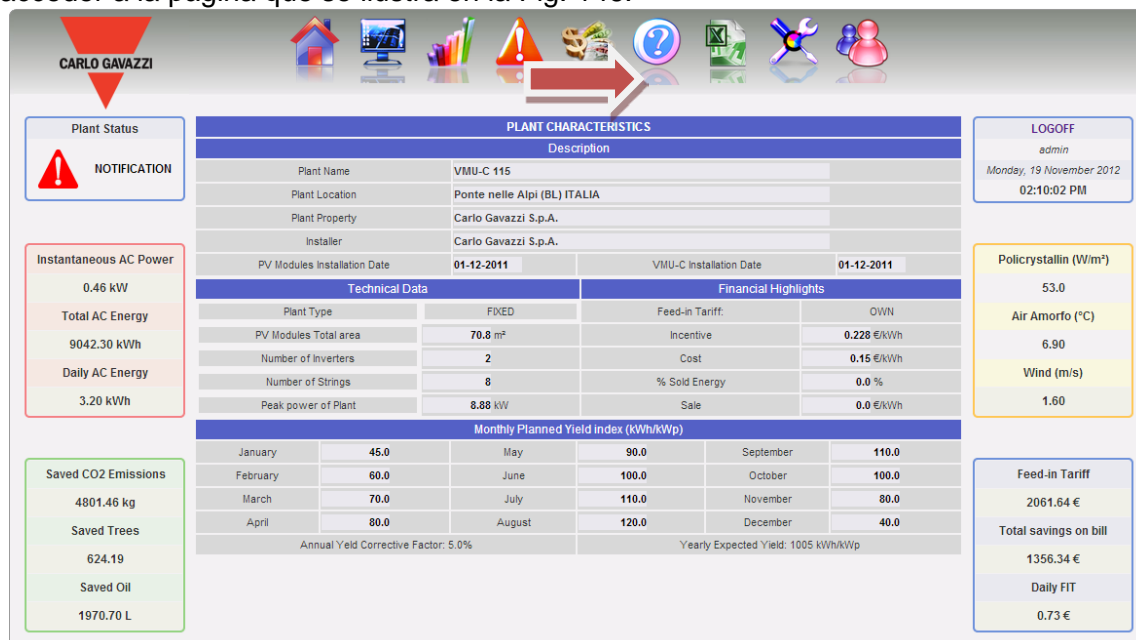 acceder a la página que se ilustra en la Fig. 143.
CARLO GAVAZZI
Plant Status
NOTIFICATION
Instantaneous AC Power
0.46 kW
Total AC Energy
9042.30 kWh
Daily AC Energy
3.20 kWh
Saved CO2 Emissions
4801.46 kg
Saved Trees
624.19
Saved Oil
1970.70 L
PLANT CHARACTERISTICS
Description
Plant Name VMU-C 115
Plant Location Ponte nelle Alpi (BL) ITALIA
Plant Property Carlo Gavazzi S.p.A.
Installer Carlo Gavazzi S.p.A.
PV Modules Installation Date 01-12-2011 VMU-C Installation Date 01-12-2011
Technical Data Financial Highlights
Plant Type FIXED Feed-in Tariff: OWN
PV Modules Total area 70.8 m² Incentive 0.228 €/kWh
Number of Inverters 2 Cost 0.15 €/kWh
Number of Strings 8 % Sold Energy 0.0 %
Peak power of Plant 8.88 kW Sale 0.0 €/kWh
Monthly Planned Yield index (kWh/kWp)
January 45.0 May 90.0 September 110.0
February 60.0 June 100.0 October 100.0
March 70.0 July 110.0 November 80.0
April 80.0 August 120.0 December 40.0
Annual Yeld Corrective Factor: 5.0% Yearly Expected Yield: 1005 kWh/kWp
LOGOFF
admin
Monday, 19 November 2012
02:10:02 PM
Policrystallin (W/m²)
53.0
Air Amorfo (°C)
6.90
Wind (m/s)
1.60
Feed-in Tariff
2061.64 €
Total savings on bill
1356.34 €
Daily FIT
0.73 €